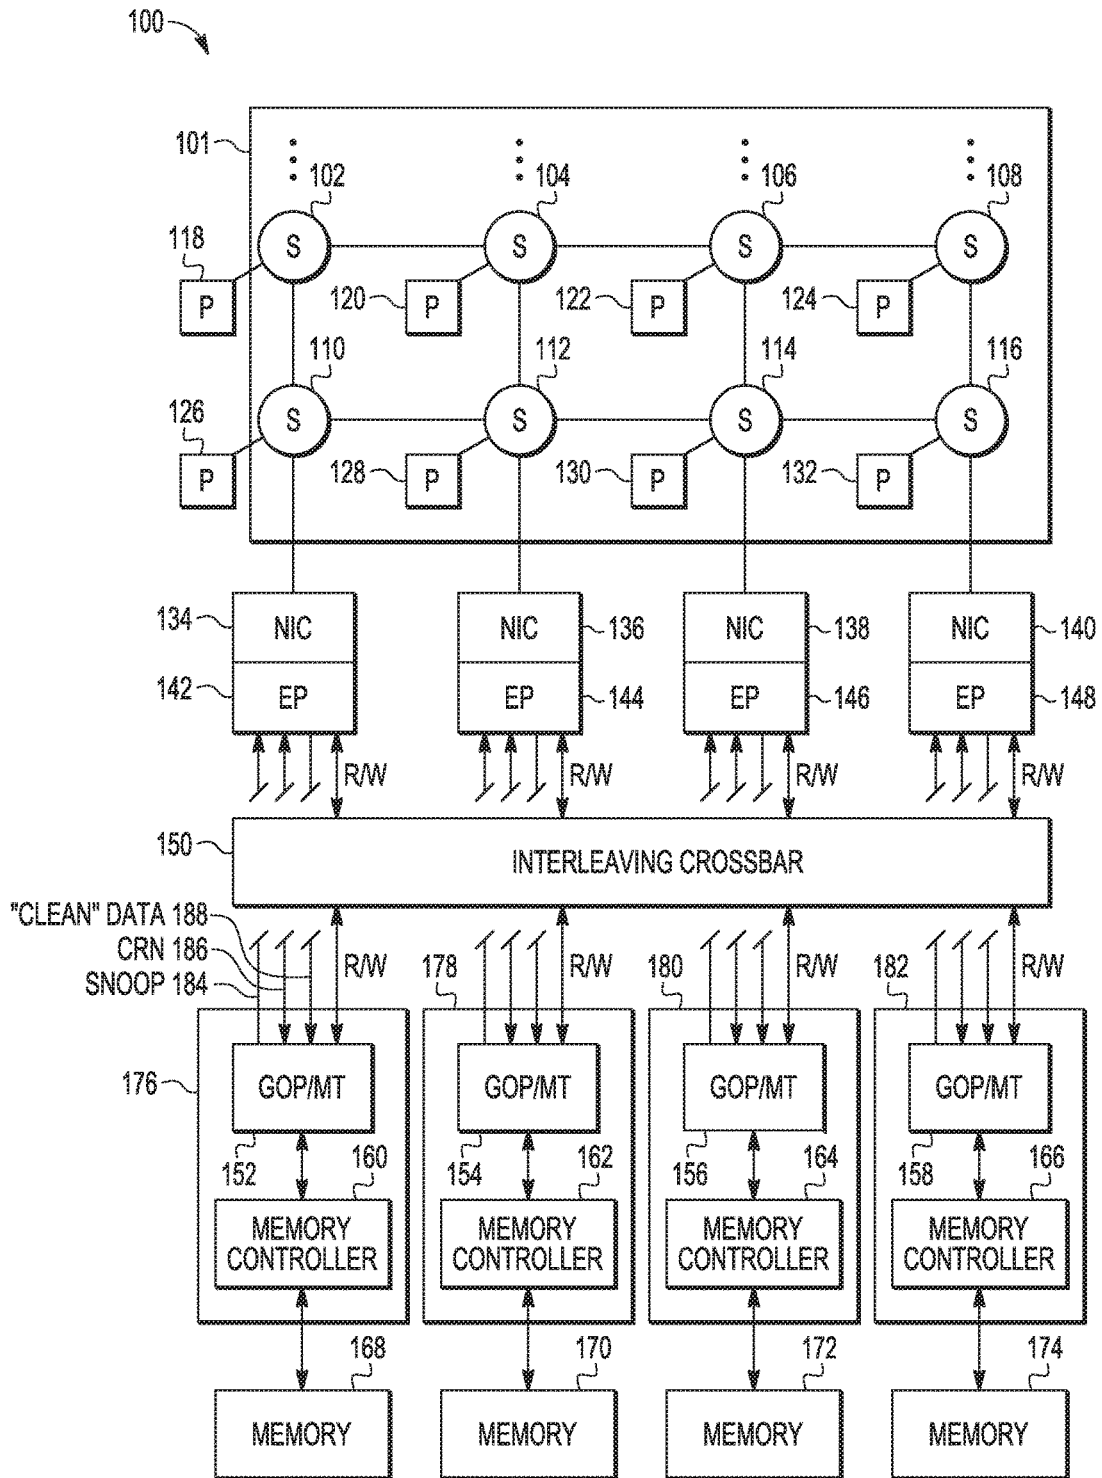 100
101
102 104 106 108
S S S S
118 120 122 124
P P P P
110 112 114 116
S S S S
126 128 130 132
P P P P
134 NIC NIC 136 NIC 138 NIC 140
142 EP EP 144 EP 146 EP 148
R/W R/W R/W R/W
150 INTERLEAVING CROSSBAR
"CLEAN" DATA 188
CRN 186
SNOOP 184
R/W R/W R/W R/W
178 180 182
176 GOP/MT GOP/MT GOP/MT GOP/MT
152 154 156 158
160 162 164 166
MEMORY CONTROLLER MEMORY CONTROLLER MEMORY CONTROLLER MEMORY CONTROLLER
168 170 172 174
MEMORY MEMORY MEMORY MEMORY